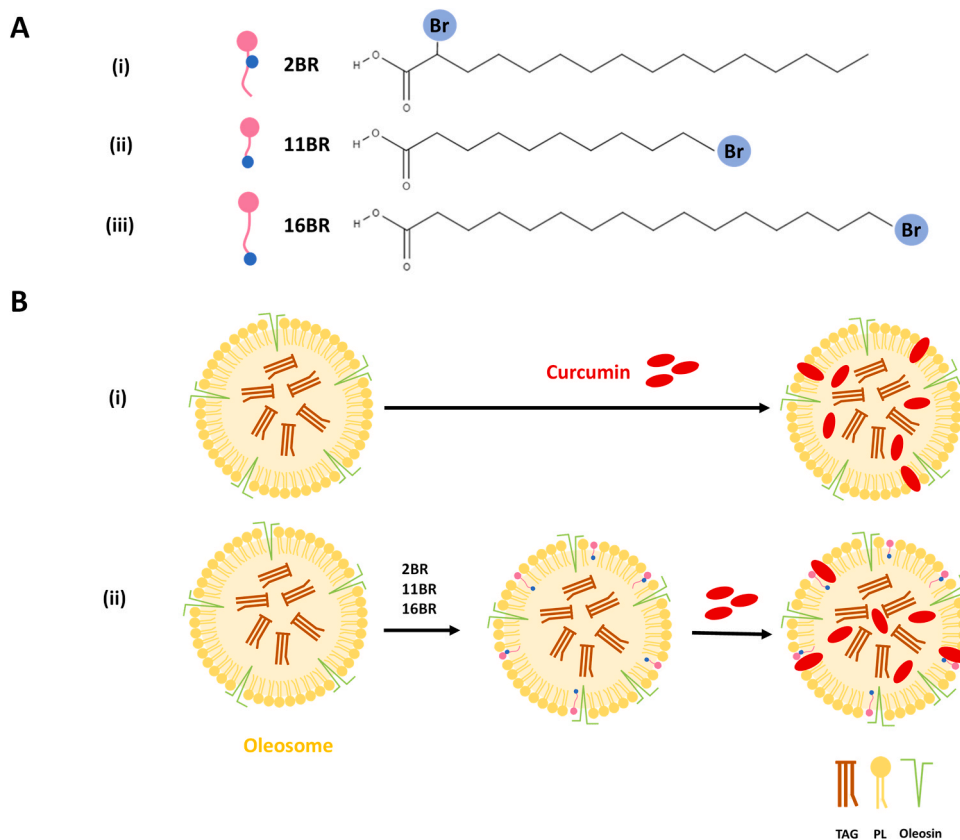 A
Br
(i)
2BR
H
O
O
(ii)
11BR
H
O
O
Br
(iii)
16BR
H
O
O
Br
B
(i)
Curcumin
(ii)
2BR
11BR
16BR
Oleosome
TAG PL Oleosin